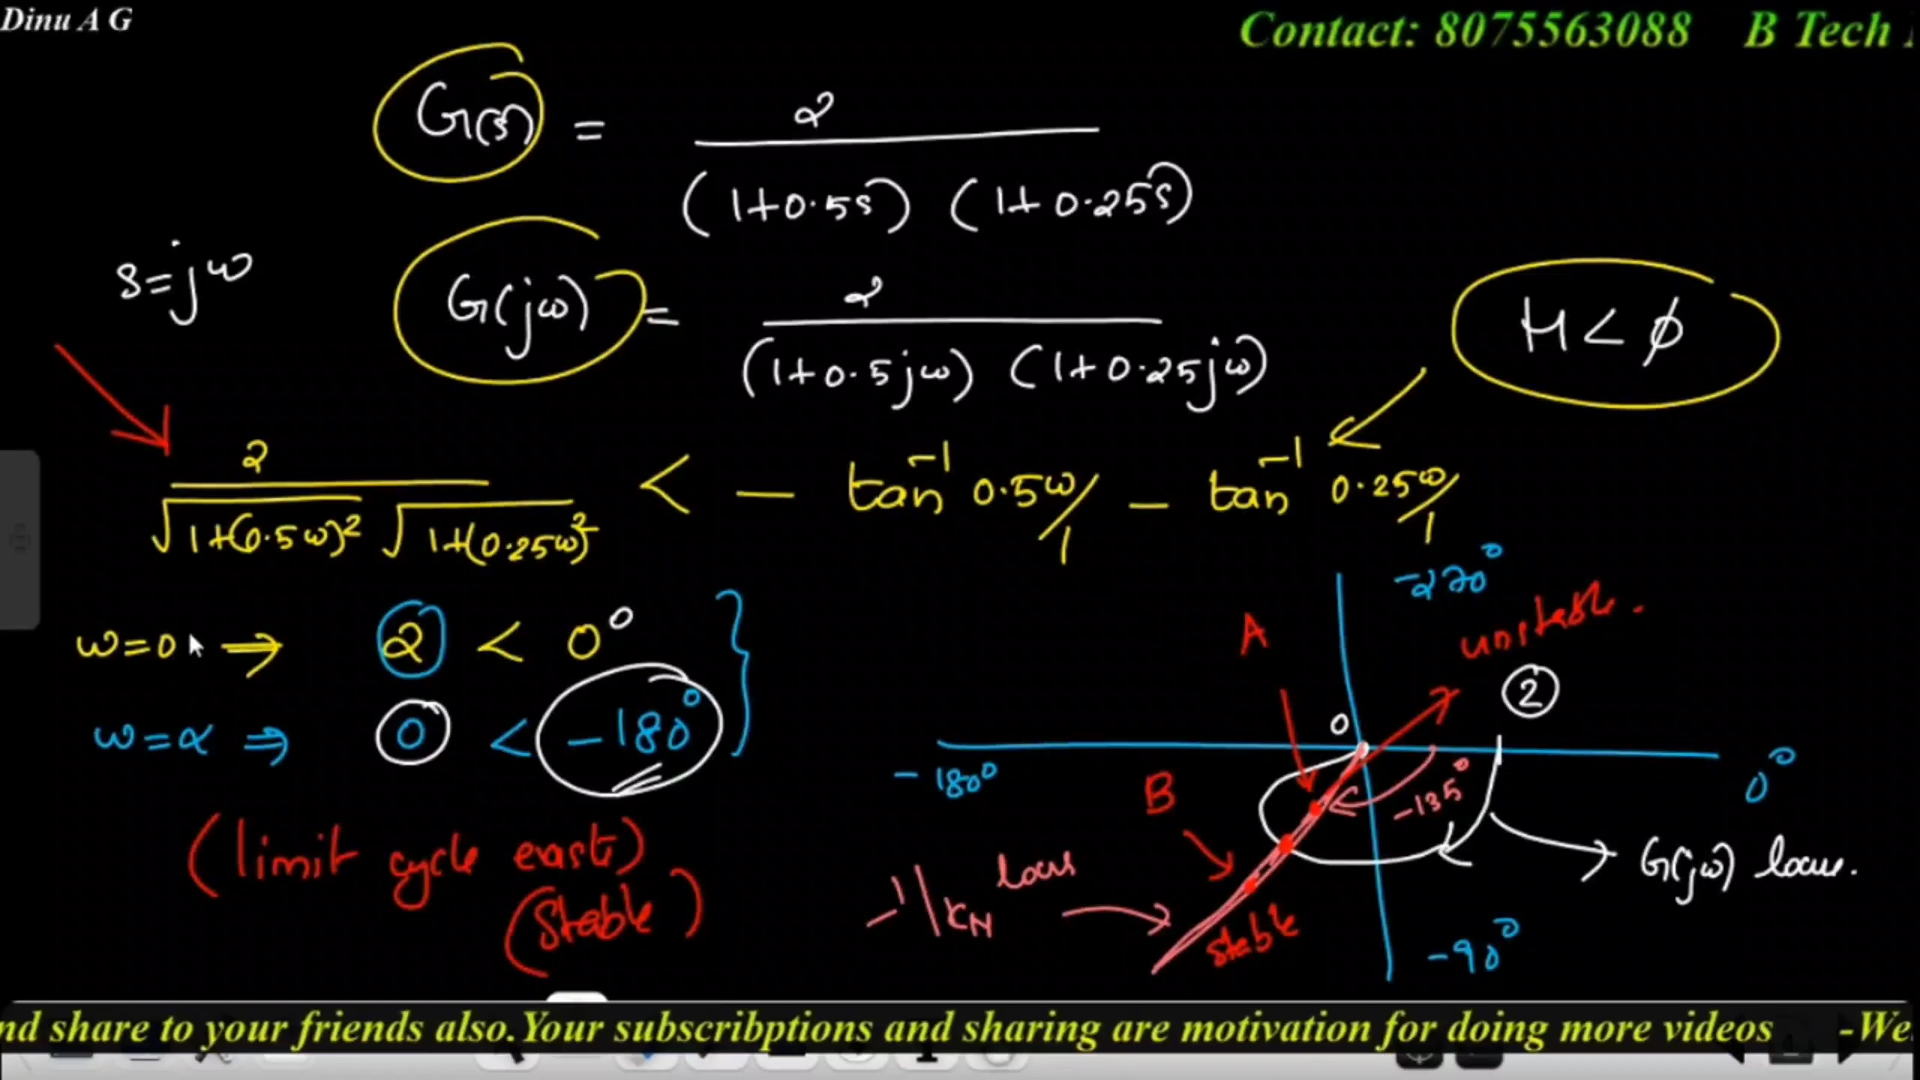 Dinu A G
Contact: 8075563088 B Tech
G(s) = 2 / (1+0.5s) (1+0.25s)
s=jω
G(jω) = 2 / (1+0.5jω) (1+0.25jω)
M<φ
2 / √1+(0.5ω)² √1+(0.25ω)² < - tan⁻¹ 0.5ω/1 - tan⁻¹ 0.25ω/1
ω=0 ⇒ 2 < 0°
ω=α ⇒ 0 < -180°
(limit cycle exist)
(Stable)
-270°
A
unstable.
2
0
-180°
0°
B
-135°
G(jω) locus.
-1/KN locus
stable
-90°
nd share to your friends also.Your subscribptions and sharing are motivation for doing more videos -We